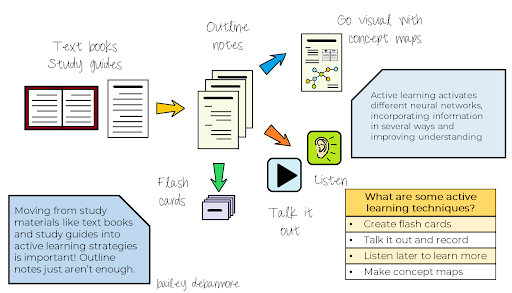 Text books
Study guides
Outline
notes
Go visual with
concept maps
Active learning activates
different neural networks,
incorporating information
in several ways and
improving understanding
Flash
cards
Listen
Talk it
out
Moving from study
materials like text books
and study guides into
active learning strategies
is important! Outline
notes just aren't enough.
What are some active
learning techniques?
• Create flash cards
• Talk it out and record
• Listen later to learn more
• Make concept maps
bailey debarmore